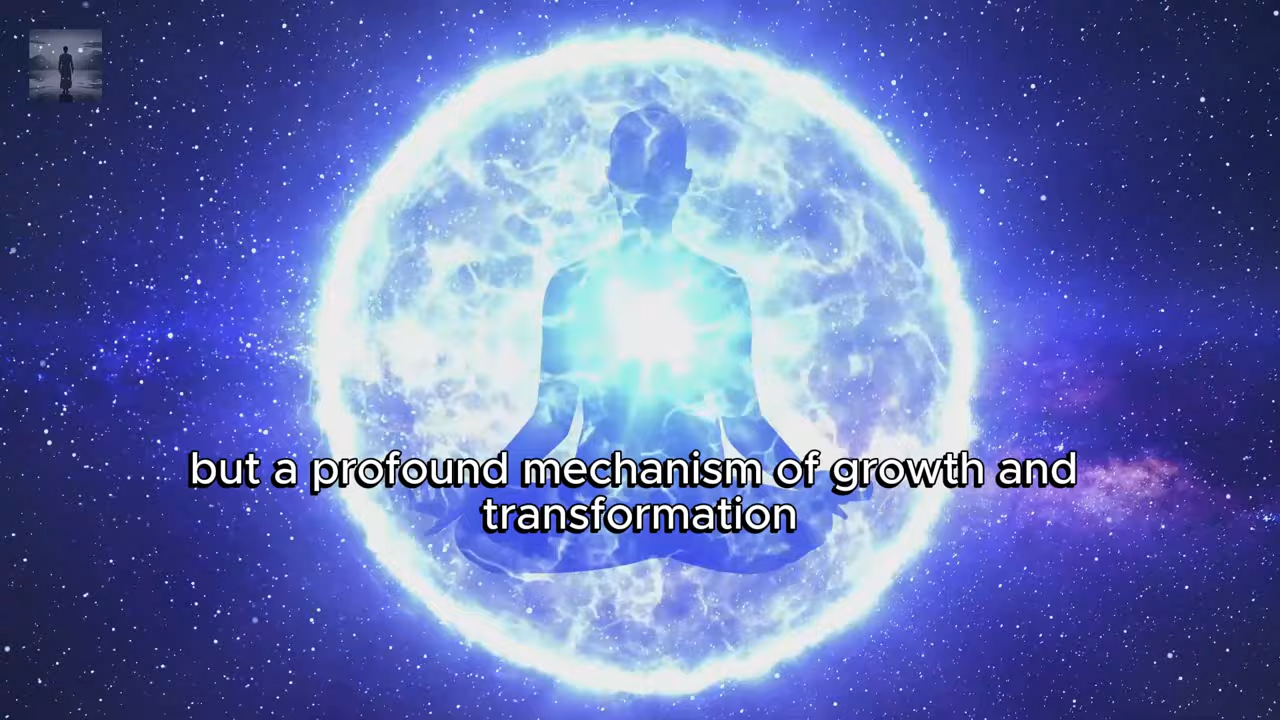 but a profound mechanism of growth and
transformation